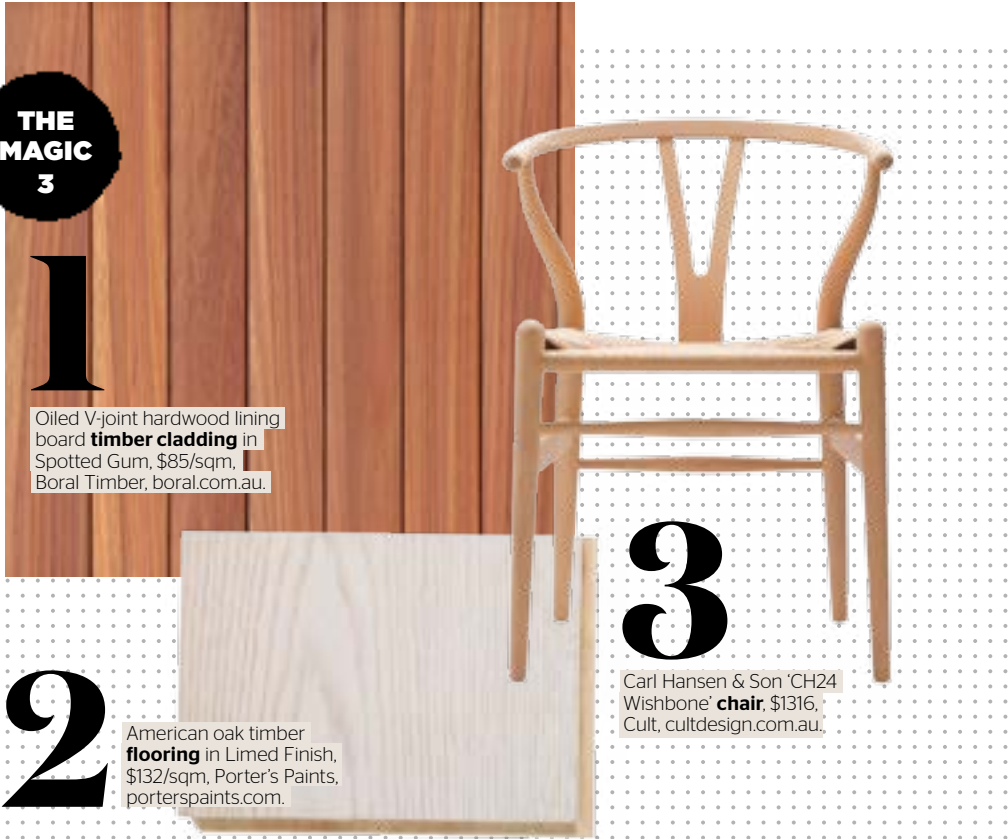 THE
MAGIC
3
1
Oiled V-joint hardwood lining
board timber cladding in
Spotted Gum, $85/sqm,
Boral Timber, boral.com.au.
2
American oak timber
flooring in Limed Finish,
$132/sqm, Porter's Paints,
porterspaints.com.
3
Carl Hansen & Son ‘CH24
Wishbone’ chair, $1316,
Cult, cultdesign.com.au.